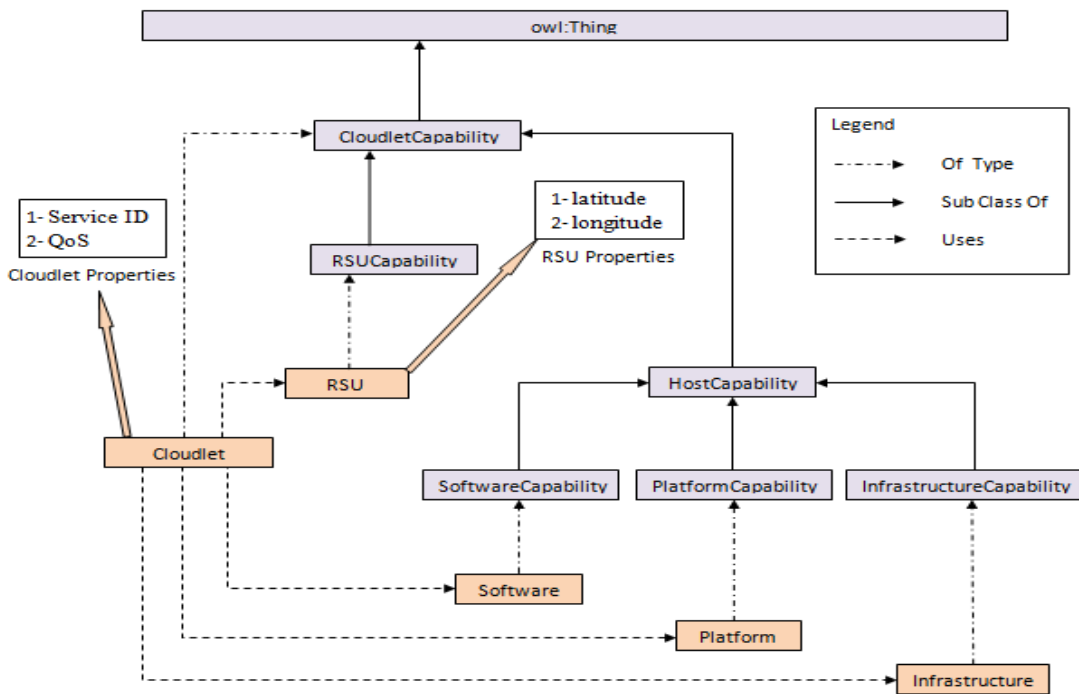 owl:Thing
CloudletCapability
Legend
Of Type
Sub Class Of
Uses
1- Service ID
2- QoS
Cloudlet Properties
1- latitude
2- longitude
RSU Properties
RSUCapability
RSU
HostCapability
Cloudlet
SoftwareCapability
PlatformCapability
InfrastructureCapability
Software
Platform
Infrastructure